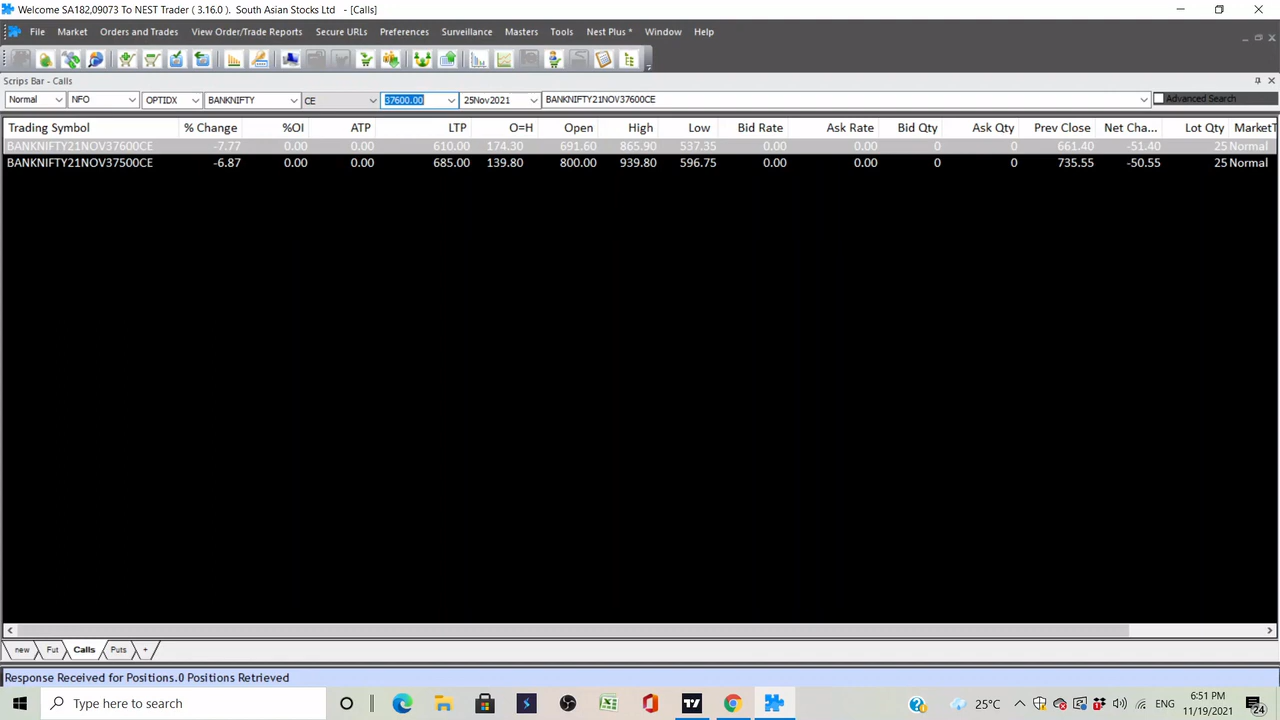 Welcome SA182,09073 To NEST Trader ( 3.16.0 ). South Asian Stocks Ltd - [Calls]
File Market Orders and Trades View Order/Trade Reports Secure URLs Preferences Surveillance Masters Tools Nest Plus* Window Help
Scrips Bar - Calls
Normal NFO OPTIDX BANKNIFTY CE 37600.00 25Nov2021 BANKNIFTY21NOV37600CE Advanced Search
Trading Symbol % Change %OI ATP LTP O=H Open High Low Bid Rate Ask Rate Bid Qty Ask Qty Prev Close Net Cha... Lot Qty MarketT
BANKNIFTY21NOV37600CE -7.77 0.00 0.00 610.00 174.30 691.60 865.90 537.35 0.00 0.00 0 0 661.40 -51.40 25 Normal
BANKNIFTY21NOV37500CE -6.87 0.00 0.00 685.00 139.80 800.00 939.80 596.75 0.00 0.00 0 0 735.55 -50.55 25 Normal
new Fut Calls Puts +
Response Received for Positions.0 Positions Retrieved
Type here to search 25°C ENG 6:51 PM
11/19/2021 24